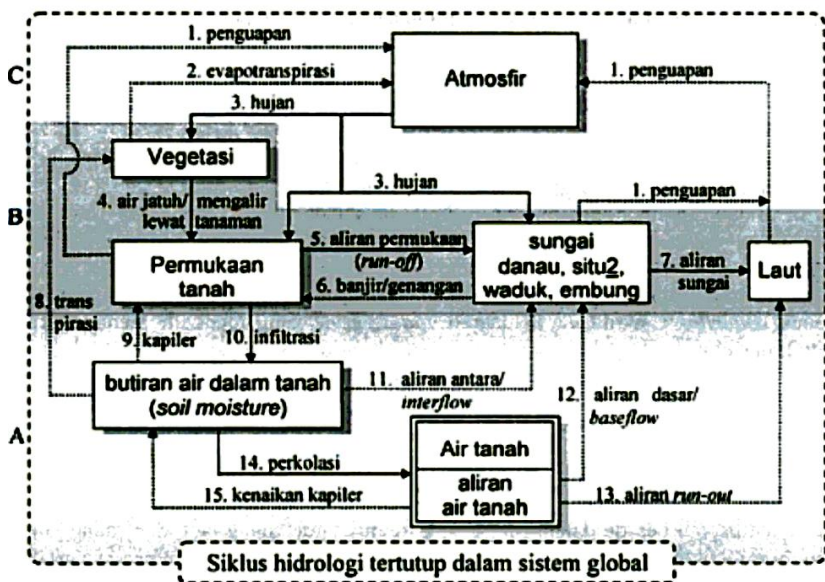 1. penguapan
C
2. evapotranspirasi
Atmosfir
1. penguapan
3. hujan
Vegetasi
3. hujan
1. penguapan
4. air jatuh/ mengalir
lewat tanaman
B
Permukaan
tanah
5. aliran permukaan
(run-off)
6. banjir/genangan
sungai
danau, situ2,
waduk, embung
7. aliran
sungai
Laut
8. trans
pirasi
9. kapiler
10. infiltrasi
butiran air dalam tanah
(soil moisture)
11. aliran antara/
interflow
12. aliran dasar/
baseflow
A
14. perkolasi
15. kenaikan kapiler
Air tanah
aliran
air tanah
13. aliran run-out
Siklus hidrologi tertutup dalam sistem global